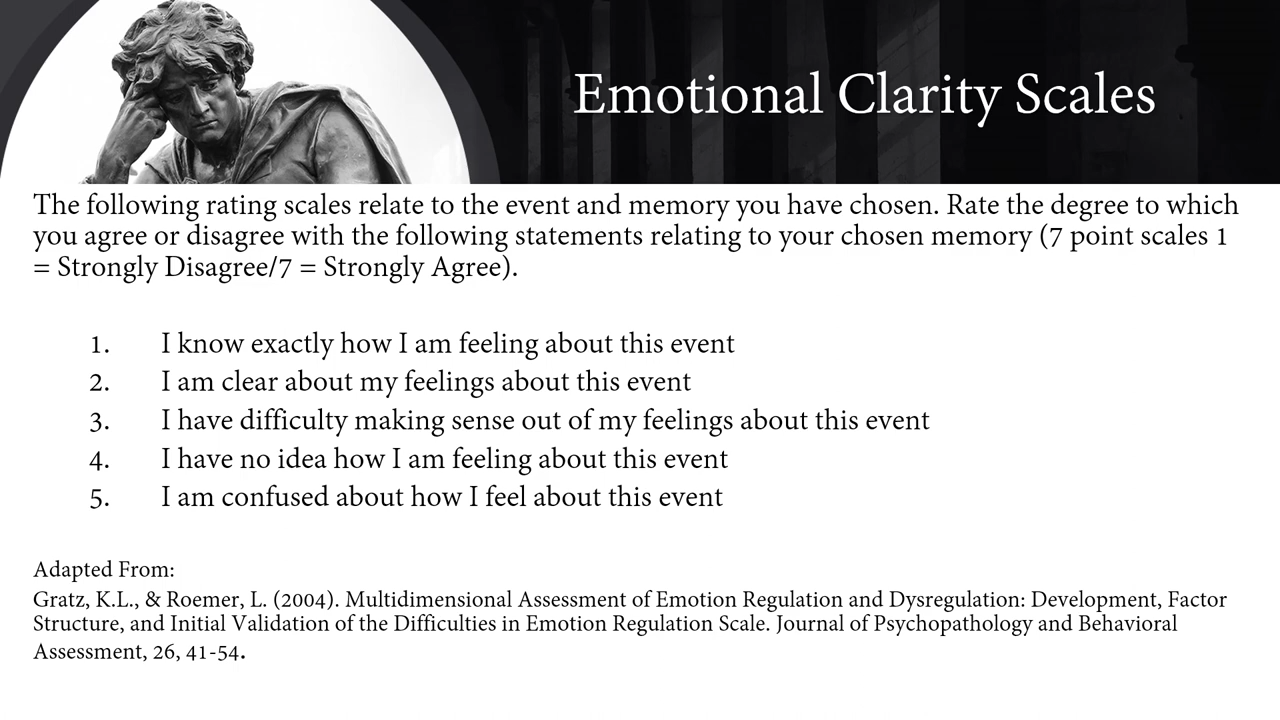 Emotional Clarity Scales
The following rating scales relate to the event and memory you have chosen. Rate the degree to which
you agree or disagree with the following statements relating to your chosen memory (7 point scales 1
= Strongly Disagree/7 = Strongly Agree).
1. I know exactly how I am feeling about this event
2. I am clear about my feelings about this event
3. I have difficulty making sense out of my feelings about this event
4. I have no idea how I am feeling about this event
5. I am confused about how I feel about this event
Adapted From:
Gratz, K.L., & Roemer, L. (2004). Multidimensional Assessment of Emotion Regulation and Dysregulation: Development, Factor
Structure, and Initial Validation of the Difficulties in Emotion Regulation Scale. Journal of Psychopathology and Behavioral
Assessment, 26, 41-54.